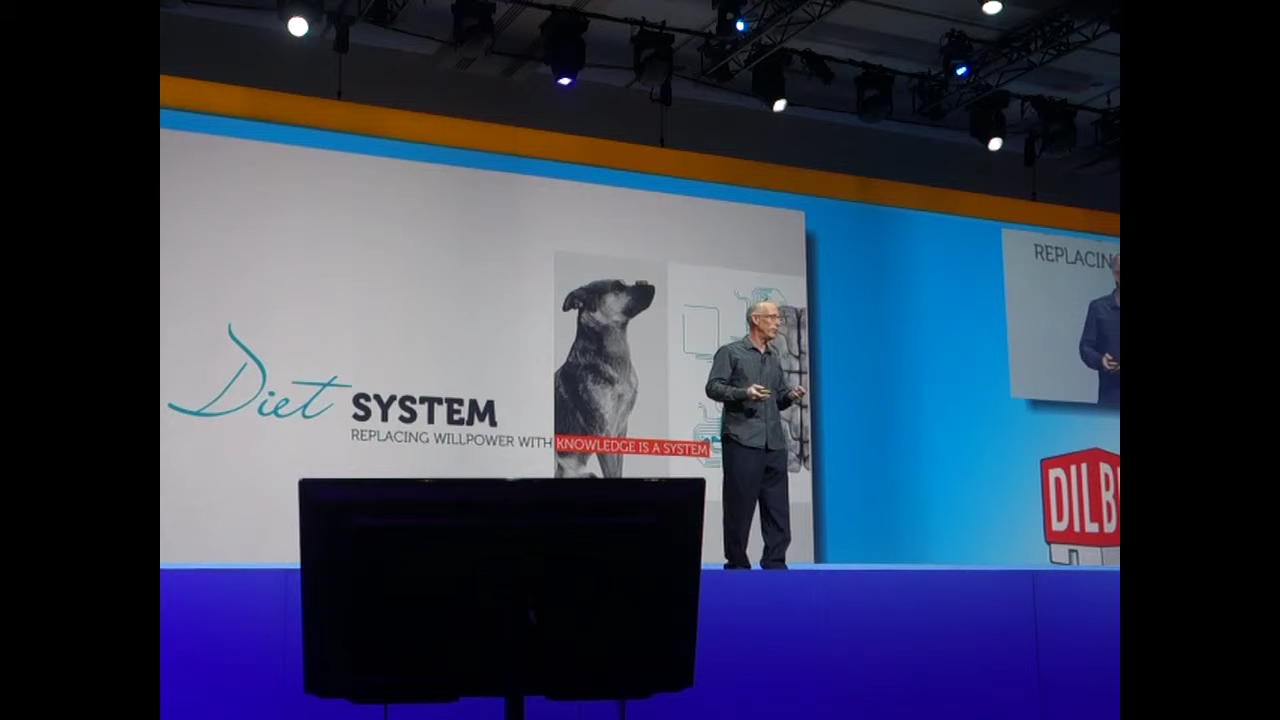 Diet SYSTEM
REPLACING WILLPOWER WITH KNOWLEDGE IS A SYSTEM
REPLACIN
DILB